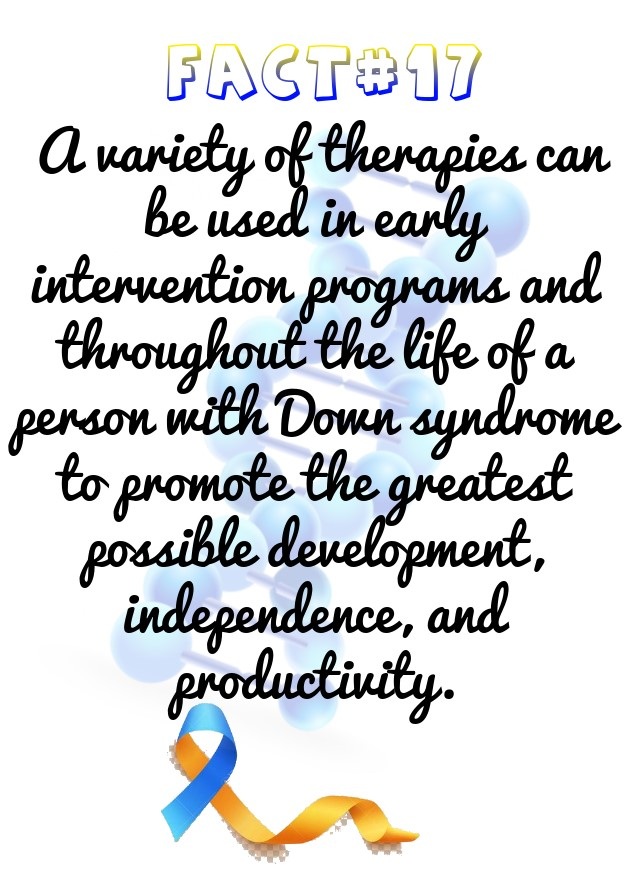 FACT#17
A variety of therapies can
be used in early
intervention programs and
throughout the life of a
person with Down syndrome
to promote the greatest
possible development,
independence, and
productivity.